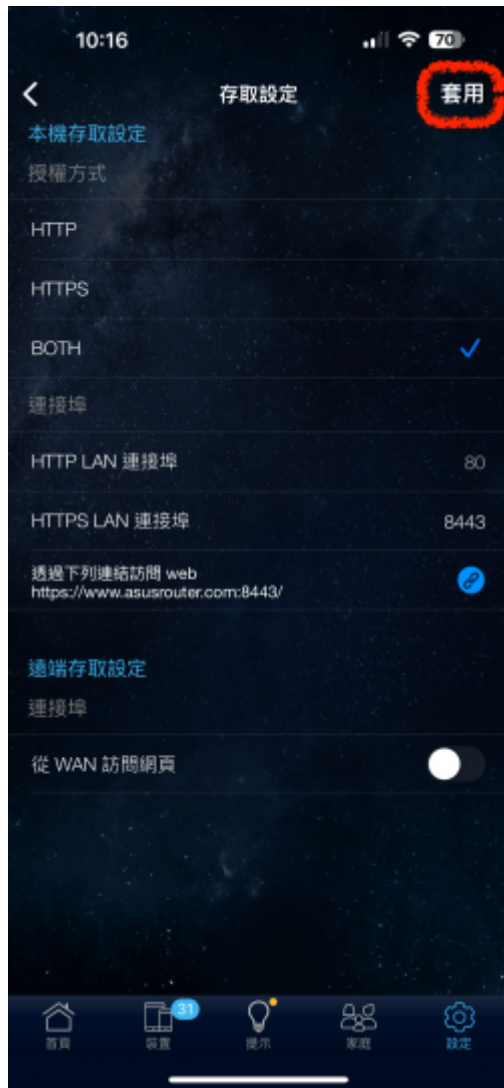 10:16
70
存取設定
套用
本機存取設定
授權方式
HTTP
HTTPS
BOTH
連接埠
HTTP LAN 連接埠
80
HTTPS LAN 連接埠
8443
透過下列連結訪問 web
https://www.asusrouter.com:8443/
遠端存取設定
連接埠
從 WAN 訪問網頁
31
首頁
裝置
提示
家庭
設定